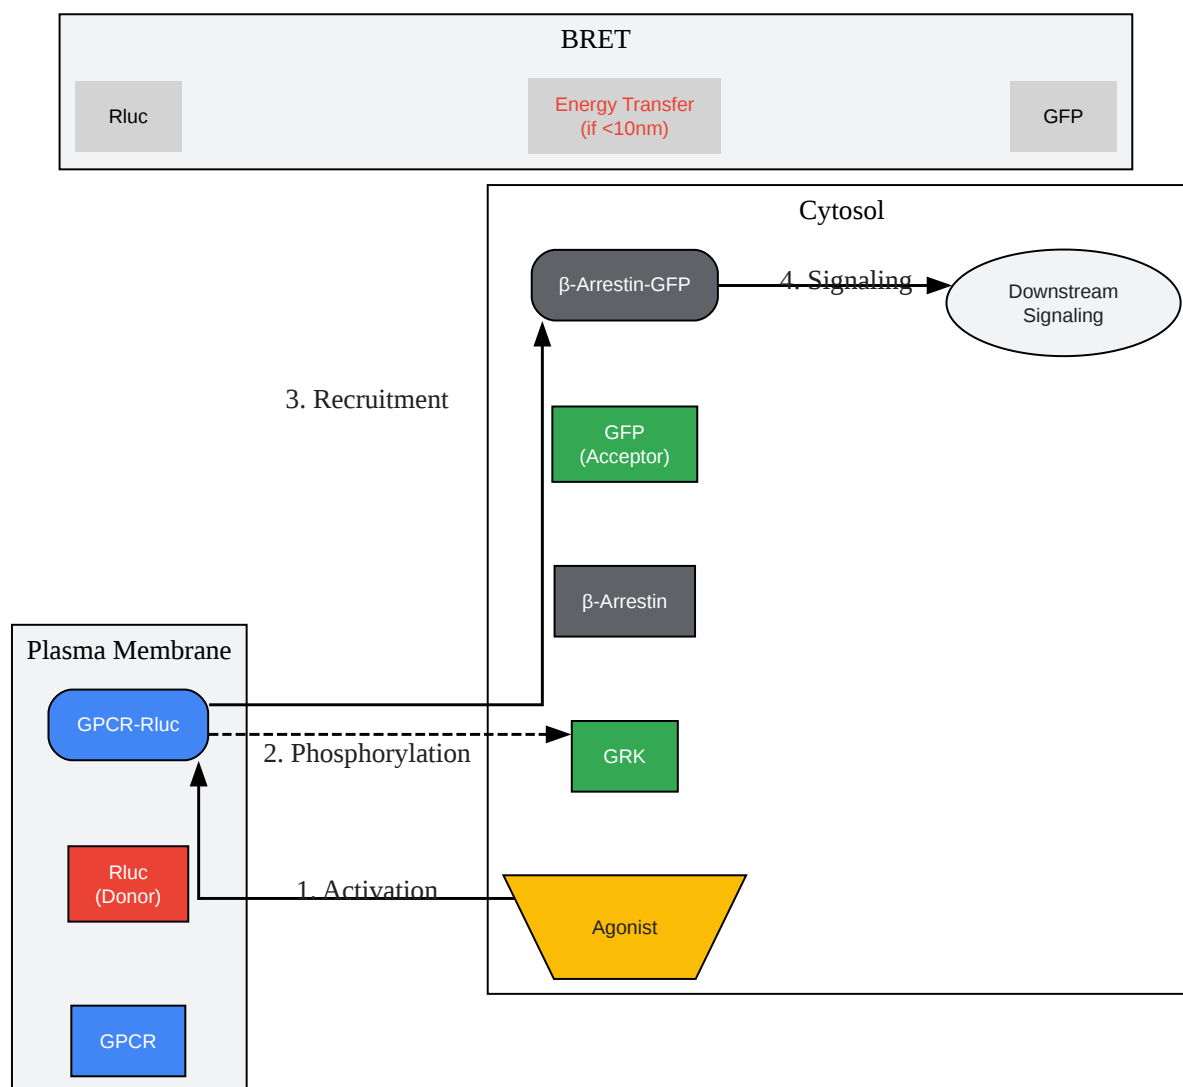 BRET
Rluc
Energy Transfer
(if <10nm)
GFP
Cytosol
β-Arrestin-GFP
4. Signaling
Downstream
Signaling
3. Recruitment
GFP
(Acceptor)
β-Arrestin
Plasma Membrane
GPCR-Rluc
2. Phosphorylation
GRK
Rluc
(Donor)
1. Activation
Agonist
GPCR